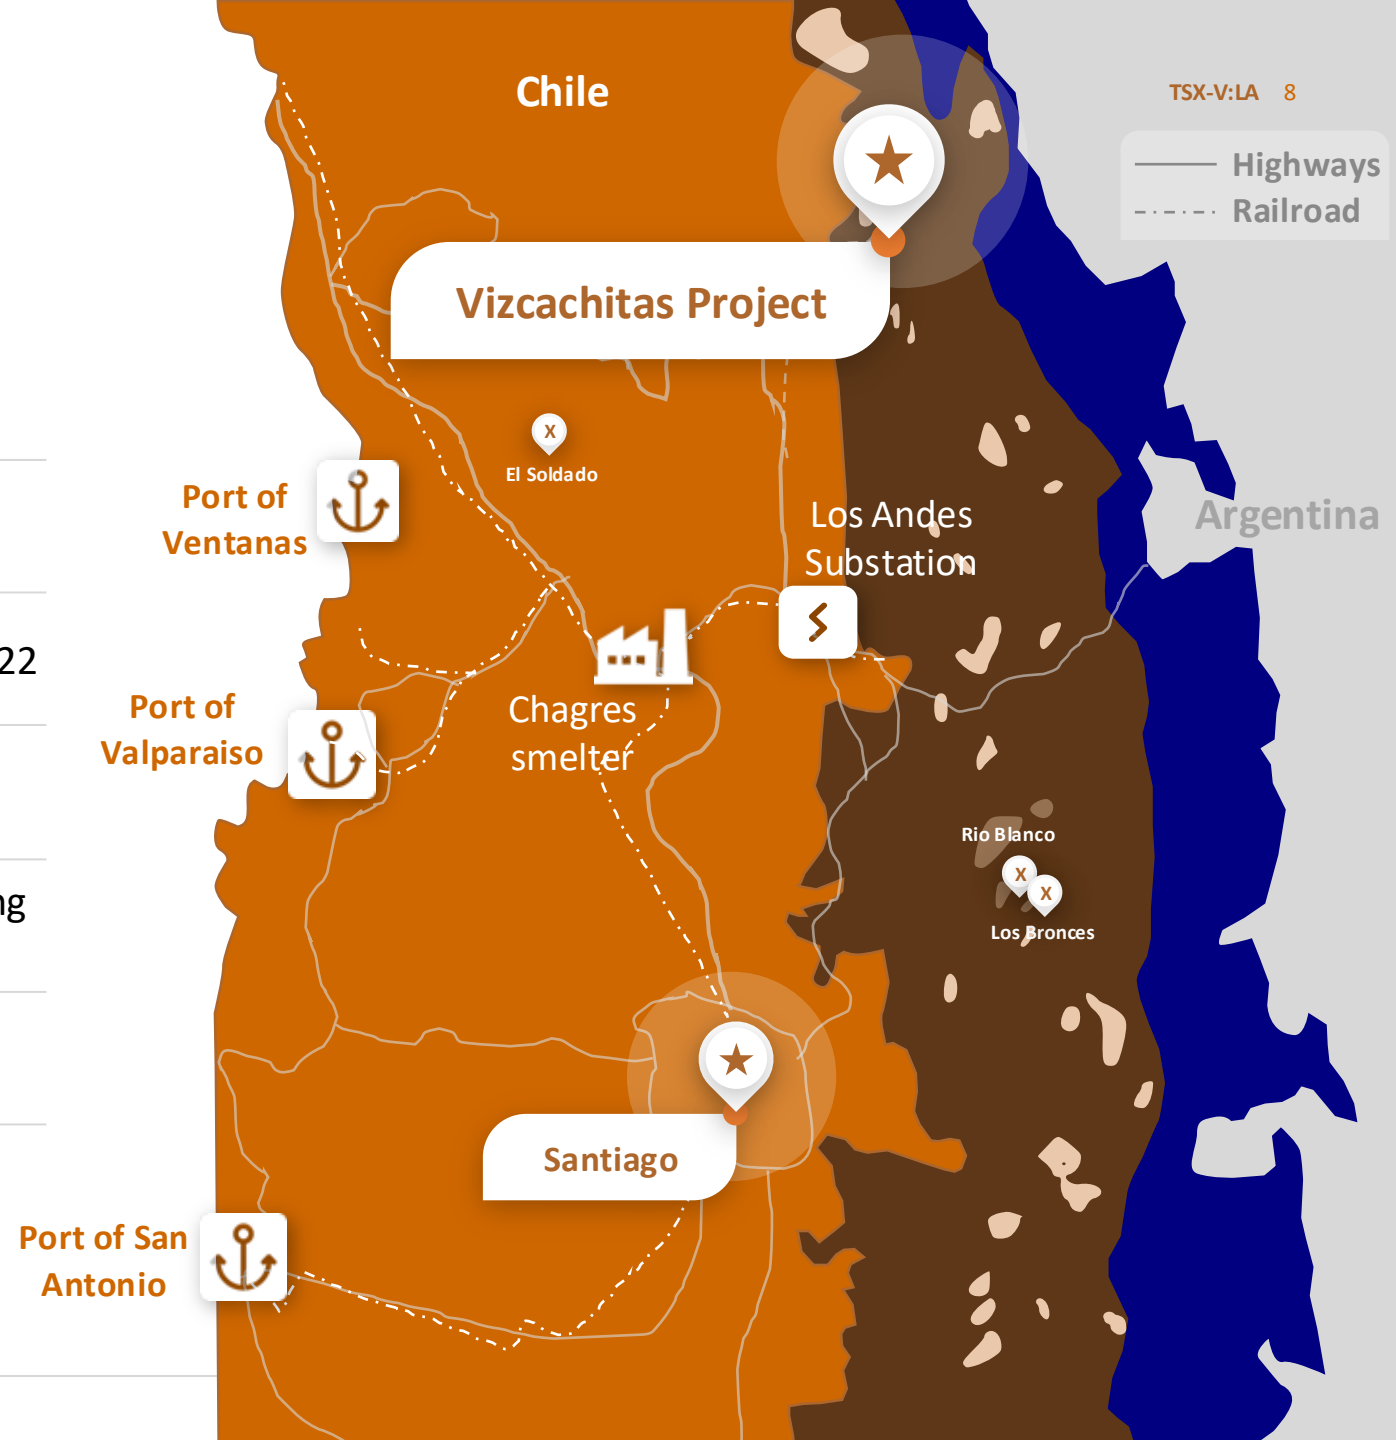 Chile
TSX-V:LA 8
Highways
Railroad
Vizcachitas Project
X
El Soldado
Port of
Ventanas
Los Andes
Substation
Argentina
22
Port of
Valparaiso
Chagres
smelter
Rio Blanco
X
X
Los Bronces
ng
Santiago
Port of San
Antonio